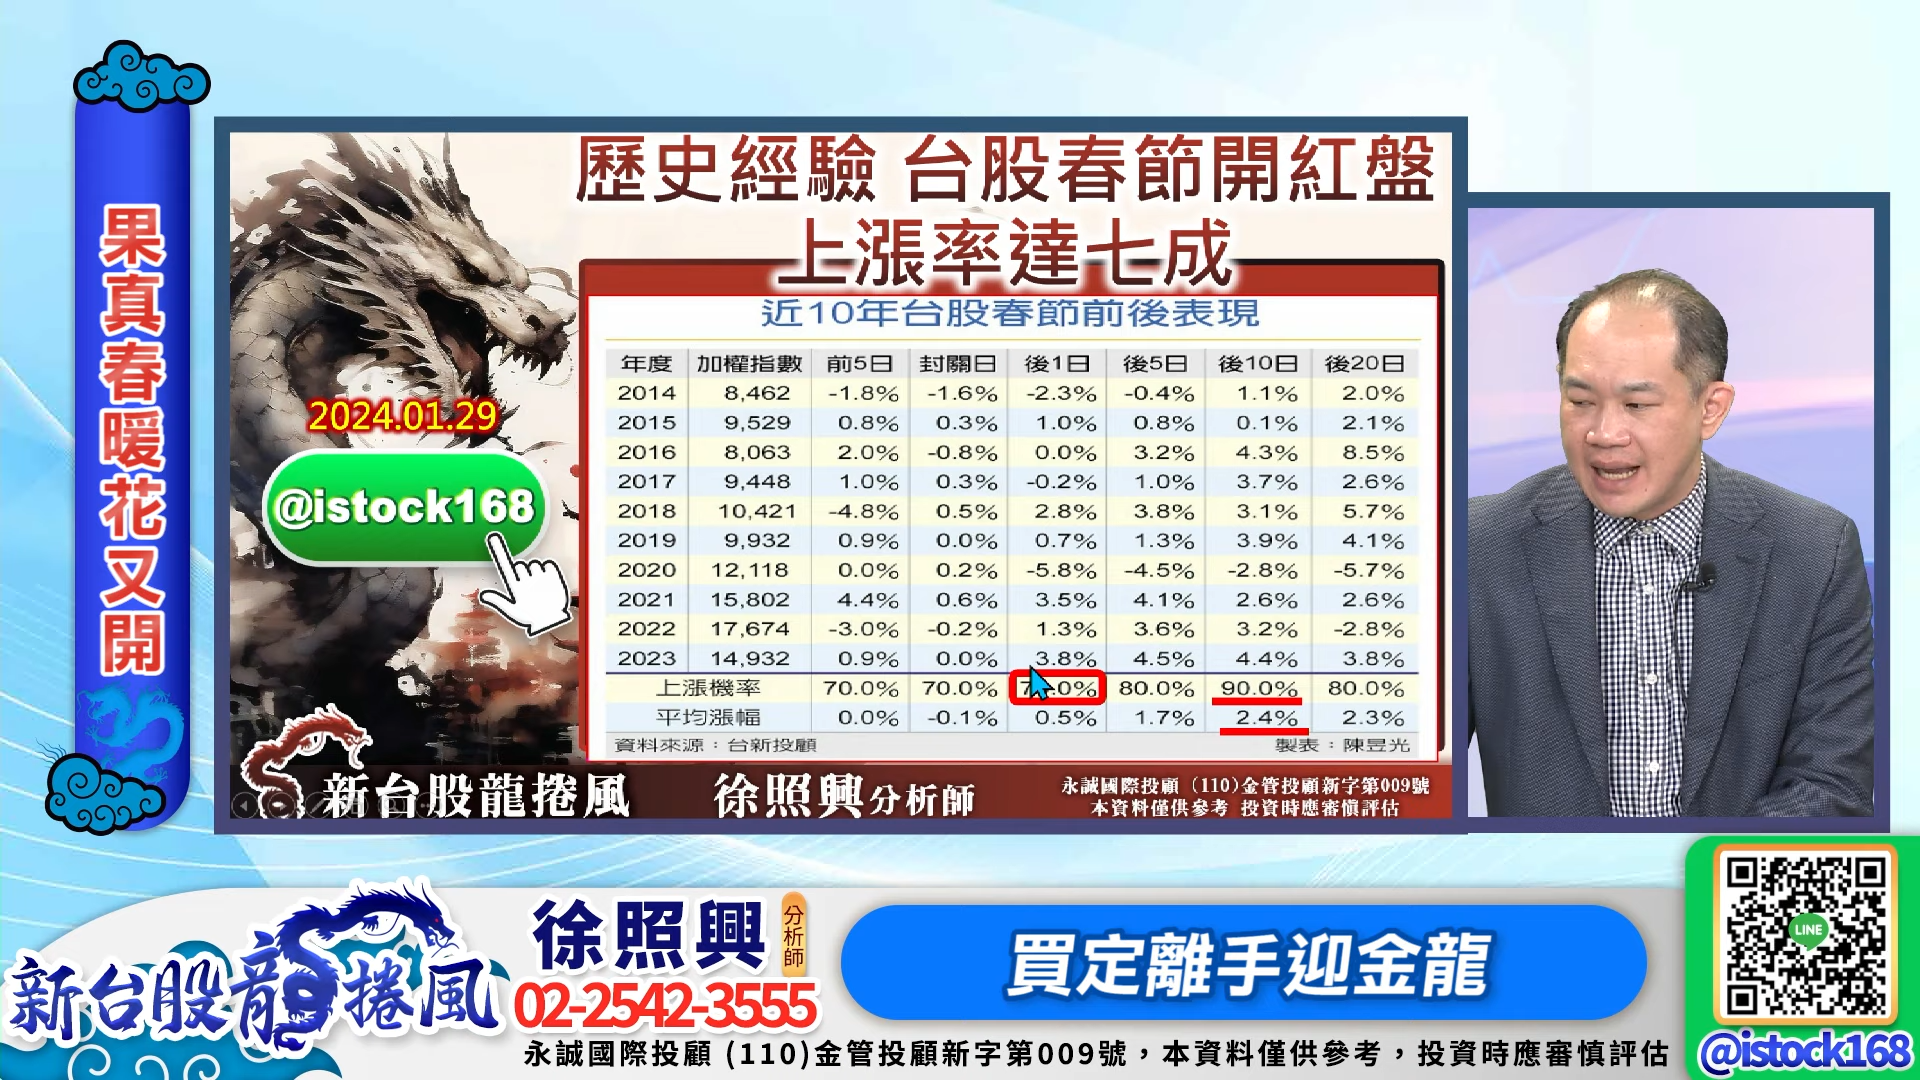 果真春暖花又開
歷史經驗 台股春節開紅盤
上漲率達七成
2024.01.29
@istock168
近10年台股春節前後表現
年度 加權指數 前5日 封關日 後1日 後5日 後10日 後20日
2014 8,462 -1.8% -1.6% -2.3% -0.4% 1.1% 2.0%
2015 9,529 0.8% 0.3% 1.0% 0.8% 0.1% 2.1%
2016 8,063 2.0% -0.8% 0.0% 3.2% 4.3% 8.5%
2017 9,448 1.0% 0.3% -0.2% 1.0% 3.7% 2.6%
2018 10,421 -4.8% 0.5% 2.8% 3.8% 3.1% 5.7%
2019 9,932 0.9% 0.0% 0.7% 1.3% 3.9% 4.1%
2020 12,118 0.0% 0.2% -5.8% -4.5% -2.8% -5.7%
2021 15,802 4.4% 0.6% 3.5% 4.1% 2.6% 2.6%
2022 17,674 -3.0% -0.2% 1.3% 3.6% 3.2% -2.8%
2023 14,932 0.9% 0.0% 3.8% 4.5% 4.4% 3.8%
上漲機率 70.0% 70.0% 80.0% 90.0% 80.0%
平均漲幅 0.0% -0.1% 0.5% 1.7% 2.4% 2.3%
資料來源：台新投顧 製表：陳昱光
新台股龍捲風 徐照興分析師
永誠國際投顧 (110)金管投顧新字第009號
本資料僅供參考 投資時應審慎評估
新台股龍捲風
徐照興 分析師
02-2542-3555
買定離手迎金龍
LINE
@istock168
永誠國際投顧 (110)金管投顧新字第009號，本資料僅供參考，投資時應審慎評估